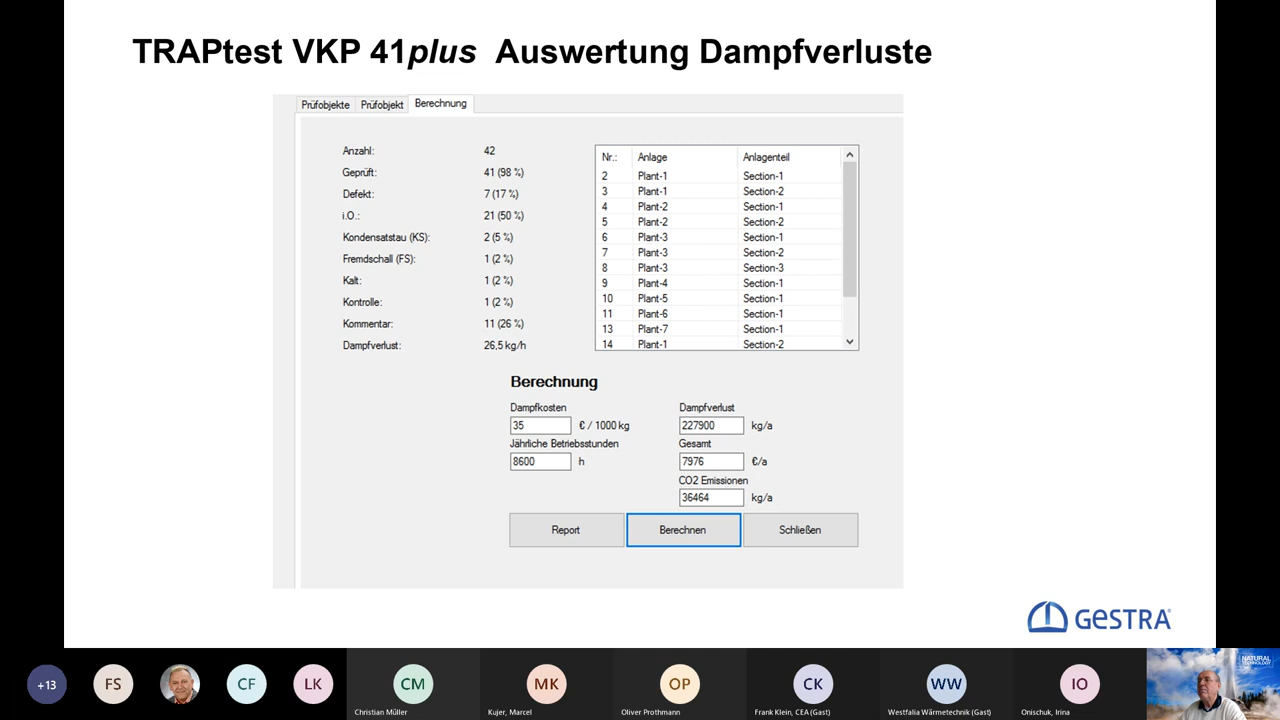 TRAPtest VKP 41plus Auswertung Dampfverluste
Prüfobjekte Prüfobjekt Berechnung
Anzahl: 42
Geprüft: 41 (98 %)
Defekt: 7 (17 %)
i.O.: 21 (50 %)
Kondensatstau (KS): 2 (5 %)
Fremdschall (FS): 1 (2 %)
Kalt: 1 (2 %)
Kontrolle: 1 (2 %)
Kommentar: 11 (26 %)
Dampfverlust: 26,5 kg/h
Nr.: Anlage Anlagenteil
2 Plant-1 Section-1
3 Plant-1 Section-2
4 Plant-2 Section-1
5 Plant-2 Section-2
6 Plant-3 Section-1
7 Plant-3 Section-2
8 Plant-3 Section-3
9 Plant-4 Section-1
10 Plant-5 Section-1
11 Plant-6 Section-1
13 Plant-7 Section-1
14 Plant-1 Section-2
Berechnung
Dampfkosten Dampfverlust
35 € / 1000 kg 227900 kg/a
Jährliche Betriebsstunden Gesamt
8600 h 7976 €/a
CO2 Emissionen
36464 kg/a
Report Berechnen Schließen
GESTRA
+13 FS CF LK CM MK OP CK WW IO
Christian Müller Kujer, Marcel Oliver Prothmann Frank Klein, CEA (Gast) Westfalia Wärmetechnik (Gast) Onischuk, Irina
NATURAL
TECHNOLOGY